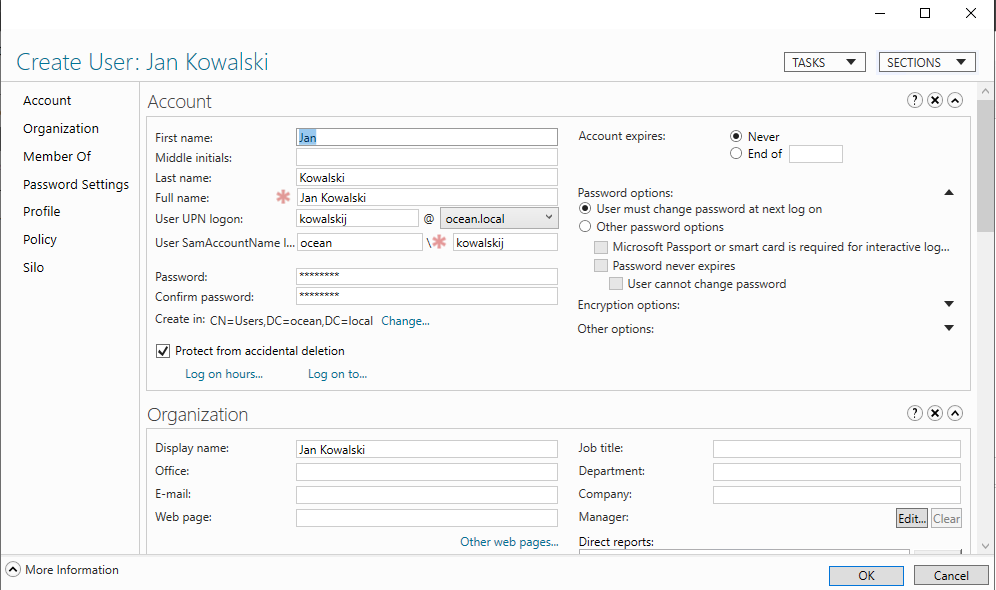 Create User: Jan Kowalski
TASKS
SECTIONS
Account
Organization
Member Of
Password Settings
Profile
Policy
Silo
Account
First name: Jan
Middle initials:
Last name: Kowalski
Full name: * Jan Kowalski
User UPN logon: kowalskij @ ocean.local
User SamAccountName l... ocean \ * kowalskij
Password: ********
Confirm password: ********
Create in: CN=Users,DC=ocean,DC=local Change...
Protect from accidental deletion
Log on hours... Log on to...
Account expires: Never
End of
Password options:
User must change password at next log on
Other password options
Microsoft Passport or smart card is required for interactive log...
Password never expires
User cannot change password
Encryption options:
Other options:
Organization
Display name: Jan Kowalski
Office:
E-mail:
Web page:
Other web pages...
Job title:
Department:
Company:
Manager: Edit... Clear
Direct reports:
More Information
OK Cancel